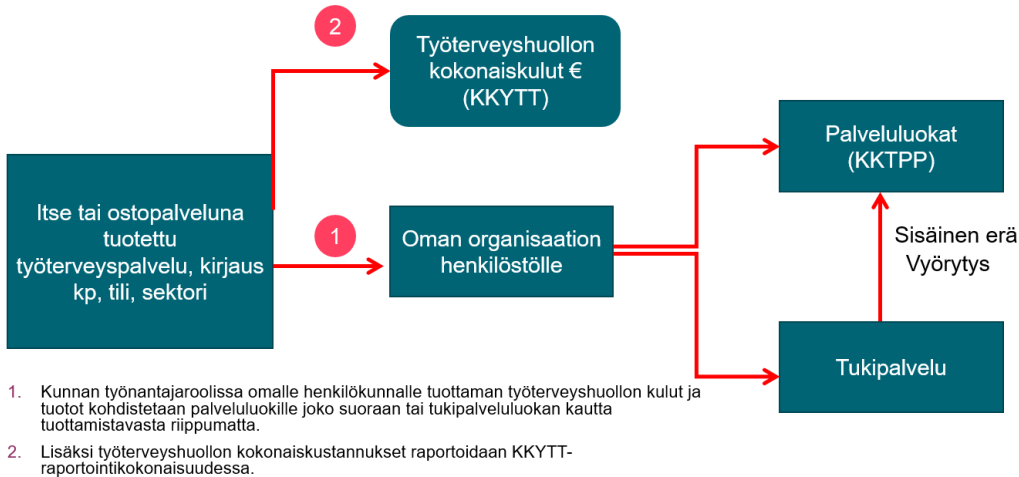 2
Työterveyshuollon
kokonaiskulut €
(KKYTT)
Itse tai ostopalveluna
tuotettu
työterveyspalvelu, kirjaus
kp, tili, sektori
1
Oman organisaation
henkilöstölle
Palveluluokat
(KKTPP)
Sisäinen erä
Vyörytys
Tukipalvelu
1. Kunnan työnantajaroolissa omalle henkilökunnalle tuottaman työterveyshuollon kulut ja
tuotot kohdistetaan palveluluokille joko suoraan tai tukipalveluluokan kautta
tuottamistavasta riippumatta.
2. Lisäksi työterveyshuollon kokonaiskustannukset raportoidaan KKYTT-
raportointikokonaisuudessa.